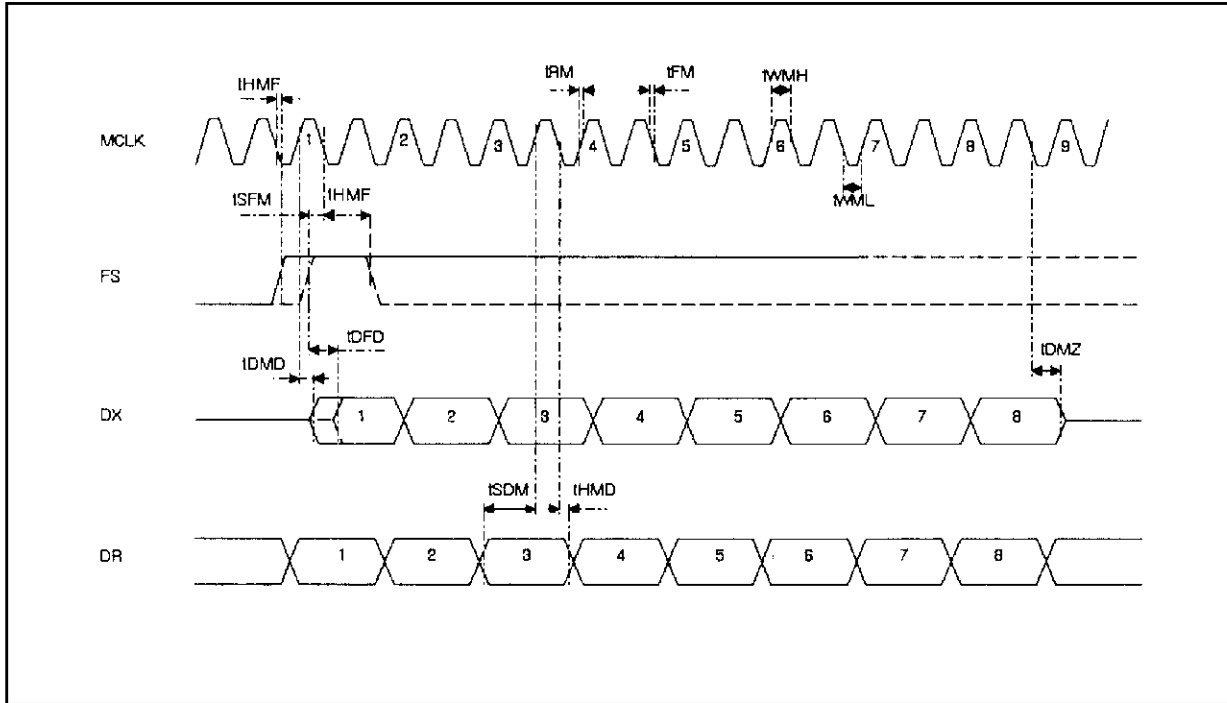 tRM tFM tWMH
tHMF
MCLK 1 2 3 4 5 6 7 8 9
tSFM tHMF tWML
FS
tDFD
tDMD tDMZ
DX 1 2 3 4 5 6 7 8
tSDM tHMD
DR 1 2 3 4 5 6 7 8